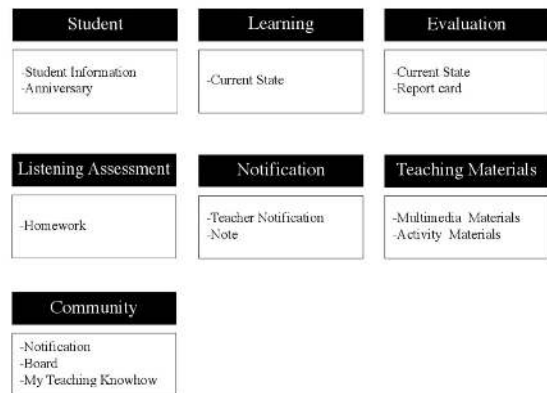 Student
-Student Information
-Anniversary
Learning
-Current State
Evaluation
-Current State
-Report card
Listening Assessment
-Homework
Notification
-Teacher Notification
-Note
Teaching Materials
-Multimedia Materials
-Activity Materials
Community
-Notification
-Board
-My Teaching Knowhow